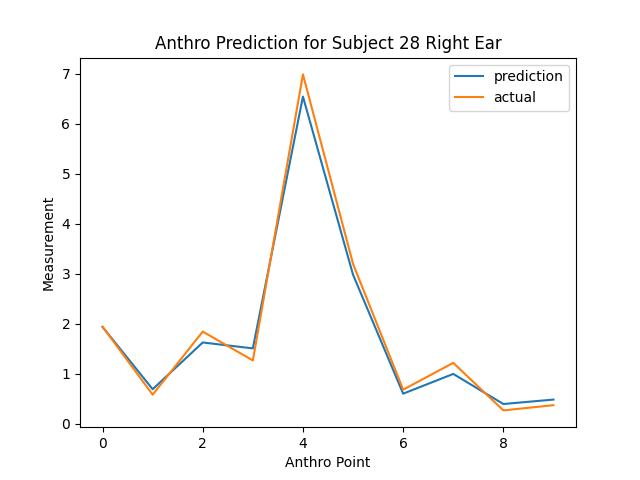 Anthro Prediction for Subject 28 Right Ear
prediction
actual
Measurement
7
6
5
4
3
2
1
0
0 2 4 6 8
Anthro Point